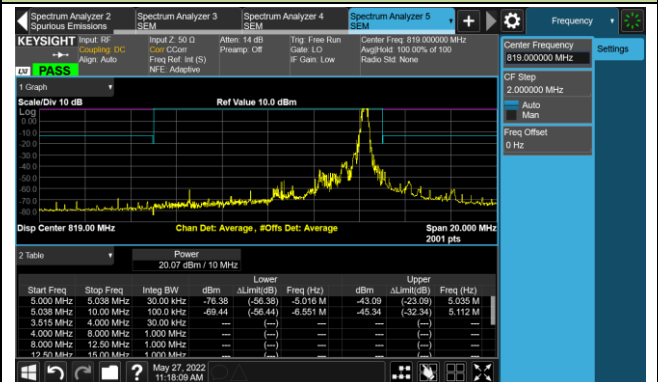 Spectrum Analyzer 2
Spurious Emissions
Spectrum Analyzer 3
SEM
Spectrum Analyzer 4
SEM
Spectrum Analyzer 5
SEM
Frequency
KEYSIGHT
Input: RF
Coupling: DC
Align: Auto
Input Z: 50 Ω
Corr CCorr
Freq Ref: Int (S)
NFE: Adaptive
Atten: 14 dB
Preamp: Off
Trig: Free Run
Gate: LO
IF Gain: Low
Center Freq: 819.000000 MHz
Avg|Hold: 100.00% of 100
Radio Std: None
LXI
PASS
Center Frequency
819.000000 MHz
Settings
CF Step
2.000000 MHz
Auto
Man
Freq Offset
0 Hz
1 Graph
Scale/Div 10 dB
Ref Value 10.0 dBm
Log
0.00
-10.0
-20.0
-30.0
-40.0
-50.0
-60.0
-70.0
-80.0
Disp Center 819.00 MHz
Chan Det: Average, #Offs Det: Average
Span 20.000 MHz
2001 pts
2 Table
Power
20.07 dBm / 10 MHz
Lower Upper
Start Freq Stop Freq Integ BW dBm ΔLimit(dB) Freq (Hz) dBm ΔLimit(dB) Freq (Hz)
5.000 MHz 5.038 MHz 30.00 kHz -76.38 (-56.38) -5.016 M -43.09 (-23.09) 5.035 M
5.038 MHz 10.00 MHz 100.0 kHz -69.44 (-56.44) -6.551 M -45.34 (-32.34) 5.112 M
3.515 MHz 4.000 MHz 30.00 kHz --- (---) --- --- (---) ---
4.000 MHz 8.000 MHz 1.000 MHz --- (---) --- --- (---) ---
8.000 MHz 12.50 MHz 1.000 MHz --- (---) --- --- (---) ---
12.50 MHz 15.00 MHz 1.000 MHz --- (---) --- --- (---) ---
May 27, 2022
11:18:09 AM